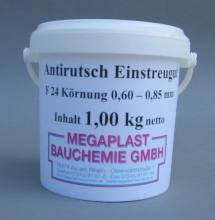 Antirutsch Einstreugut
F 24 Körnung 0,60 – 0,85 mm
Inhalt 1,00 kg netto
MEGAPLAST
BAUCHEMIE GMBH